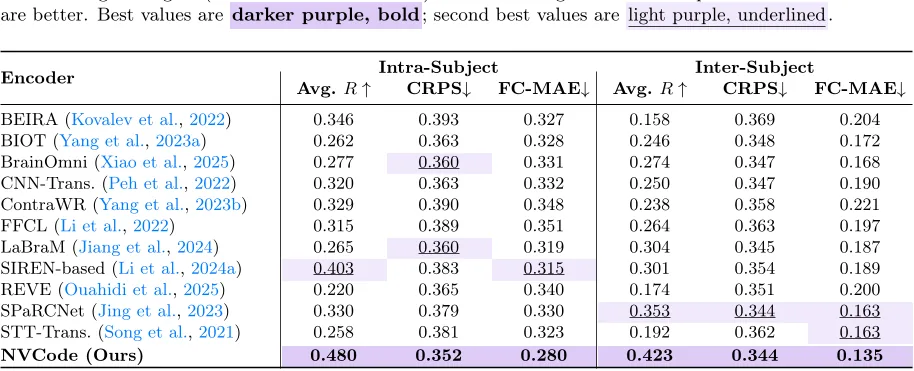 are better. Best values are darker purple, bold; second best values are light purple, underlined.
Encoder Intra-Subject Inter-Subject
Avg. R↑ CRPS↓ FC-MAE↓ Avg. R↑ CRPS↓ FC-MAE↓
BEIRA (Kovalev et al., 2022) 0.346 0.393 0.327 0.158 0.369 0.204
BIOT (Yang et al., 2023a) 0.262 0.363 0.328 0.246 0.348 0.172
BrainOmni (Xiao et al., 2025) 0.277 0.360 0.331 0.274 0.347 0.168
CNN-Trans. (Peh et al., 2022) 0.320 0.363 0.332 0.250 0.347 0.190
ContraWR (Yang et al., 2023b) 0.329 0.390 0.348 0.238 0.358 0.221
FFCL (Li et al., 2022) 0.315 0.389 0.351 0.264 0.363 0.197
LaBraM (Jiang et al., 2024) 0.265 0.360 0.319 0.304 0.345 0.187
SIREN-based (Li et al., 2024a) 0.403 0.383 0.315 0.301 0.354 0.189
REVE (Ouahidi et al., 2025) 0.220 0.365 0.340 0.174 0.351 0.200
SPaRCNet (Jing et al., 2023) 0.330 0.379 0.330 0.353 0.344 0.163
STT-Trans. (Song et al., 2021) 0.258 0.381 0.323 0.192 0.362 0.163
NVCode (Ours) 0.480 0.352 0.280 0.423 0.344 0.135